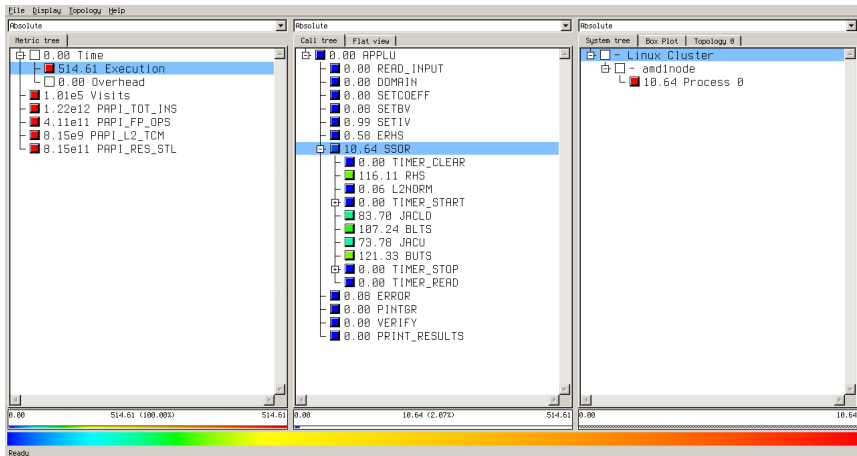 File Display Topology Help
Absolute
Metric tree
0.00 Time
514.61 Execution
0.00 Overhead
1.01e5 Visits
1.22e12 PAPI_TOT_INS
4.11e11 PAPI_FP_OPS
8.15e9 PAPI_L2_TCM
8.15e11 PAPI_RES_STL
0.00 514.61 (100.00%) 514.61
Absolute
Call tree Flat view
0.00 APPLU
0.00 READ_INPUT
0.00 DOMAIN
0.00 SETCOEFF
0.08 SETBV
0.99 SETIV
0.58 ERHS
10.64 SSOR
0.00 TIMER_CLEAR
116.11 RHS
0.06 L2NORM
0.00 TIMER_START
83.70 JACLD
107.24 BLTS
73.78 JACU
121.33 BUTS
0.00 TIMER_STOP
0.00 TIMER_READ
0.08 ERROR
0.00 PINTGR
0.00 VERIFY
0.00 PRINT_RESULTS
0.00 10.64 (2.07%) 514.61
Absolute
System tree Box Plot Topology 0
- Linux Cluster
- amd1node
10.64 Process 0
0.00 10.64
Ready